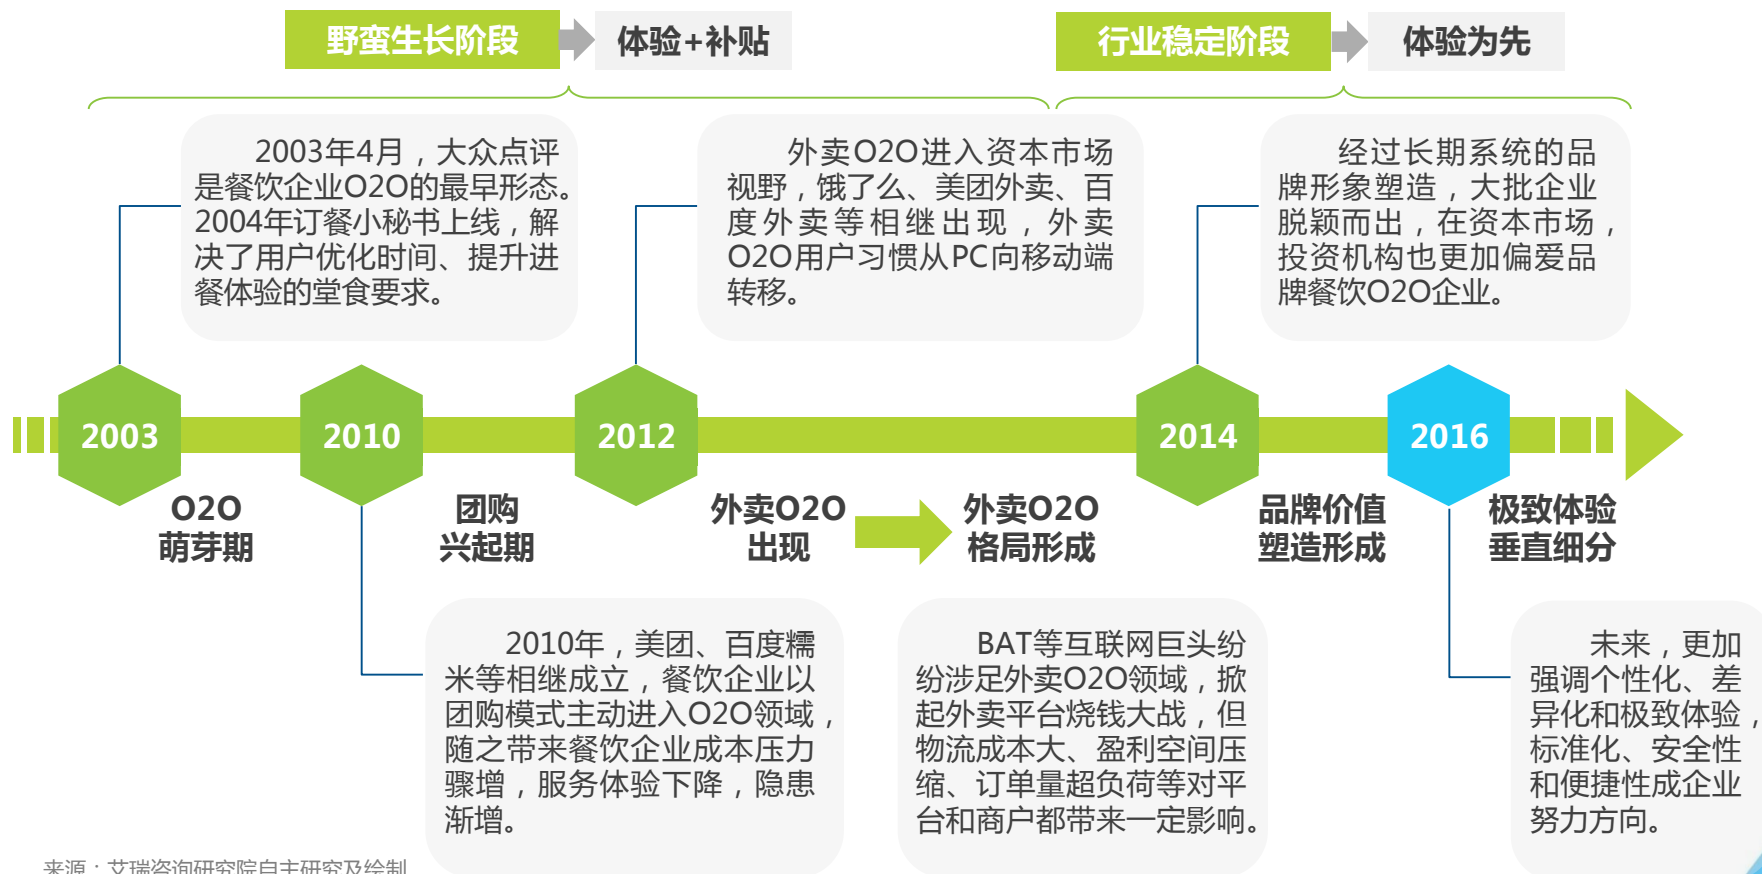 野蛮生长阶段
体验+补贴
行业稳定阶段
体验为先
2003年4月，大众点评
是餐饮企业O2O的最早形态。
2004年订餐小秘书上线，解
决了用户优化时间、提升进
餐体验的堂食要求。
外卖O2O进入资本市场
视野，饿了么、美团外卖、百
度外卖等相继出现，外卖
O2O用户习惯从PC向移动端
转移。
经过长期系统的品
牌形象塑造，大批企业
脱颖而出，在资本市场，
投资机构也更加偏爱品
牌餐饮O2O企业。
2003
2010
2012
2014
2016
O2O
萌芽期
团购
兴起期
外卖O2O
出现
外卖O2O
格局形成
品牌价值
塑造形成
极致体验
垂直细分
2010年，美团、百度糯
米等相继成立，餐饮企业以
团购模式主动进入O2O领域，
随之带来餐饮企业成本压力
骤增，服务体验下降，隐患
渐增。
BAT等互联网巨头纷
纷涉足外卖O2O领域，掀
起外卖平台烧钱大战，但
物流成本大、盈利空间压
缩、订单量超负荷等对平
台和商户都带来一定影响。
未来，更加
强调个性化、差
异化和极致体验，
标准化、安全性
和便捷性成企业
努力方向。
来源：艾瑞咨询研究院自主研究及绘制